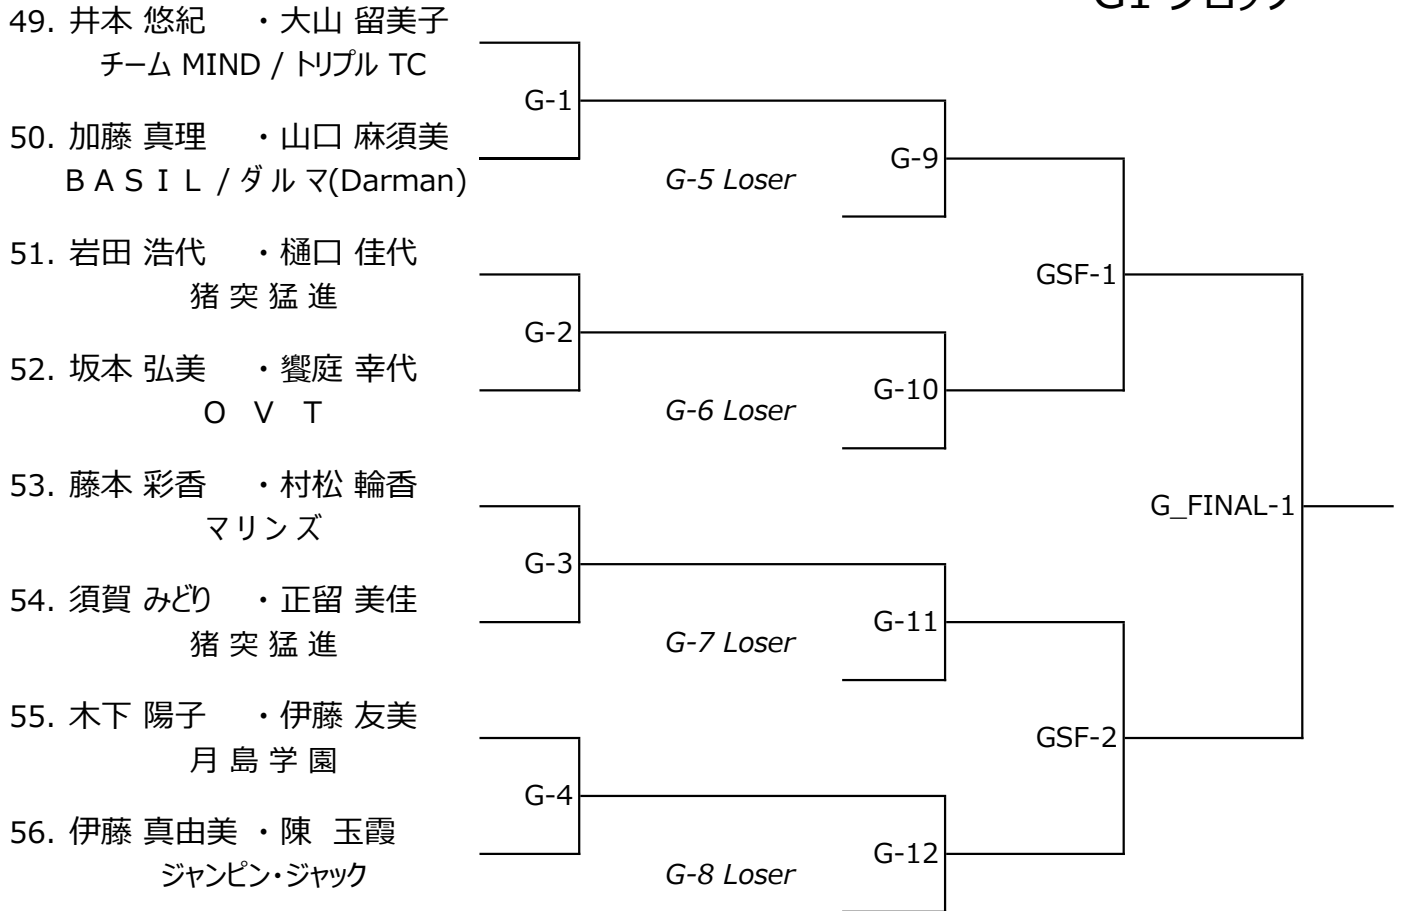 G1 ブロック
49. 井本 悠紀 ・大山 留美子
チーム MIND / トリプル TC
G-1
50. 加藤 真理 ・山口 麻須美
ＢＡＳＩＬ / ダルマ(Darman)
G-5 Loser
G-9
51. 岩田 浩代 ・樋口 佳代
猪突猛進
GSF-1
G-2
52. 坂本 弘美 ・饗庭 幸代
Ｏ Ｖ Ｔ
G-6 Loser
G-10
53. 藤本 彩香 ・村松 輪香
マリンズ
G_FINAL-1
G-3
54. 須賀 みどり ・正留 美佳
猪突猛進
G-7 Loser
G-11
55. 木下 陽子 ・伊藤 友美
月島学園
GSF-2
G-4
56. 伊藤 真由美 ・陳 玉霞
ジャンピン・ジャック
G-8 Loser
G-12